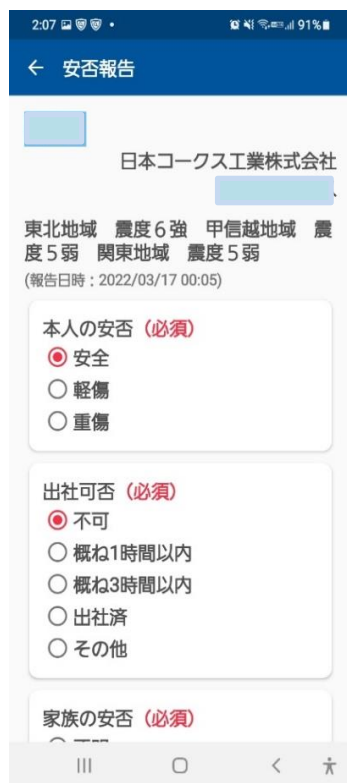 2:07 91%
安否報告
日本コークス工業株式会社
東北地域 震度6強 甲信越地域 震
度5弱 関東地域 震度5弱
(報告日時:2022/03/17 00:05)
本人の安否(必須)
安全
軽傷
重傷
出社可否(必須)
不可
概ね1時間以内
概ね3時間以内
出社済
その他
家族の安否(必須)